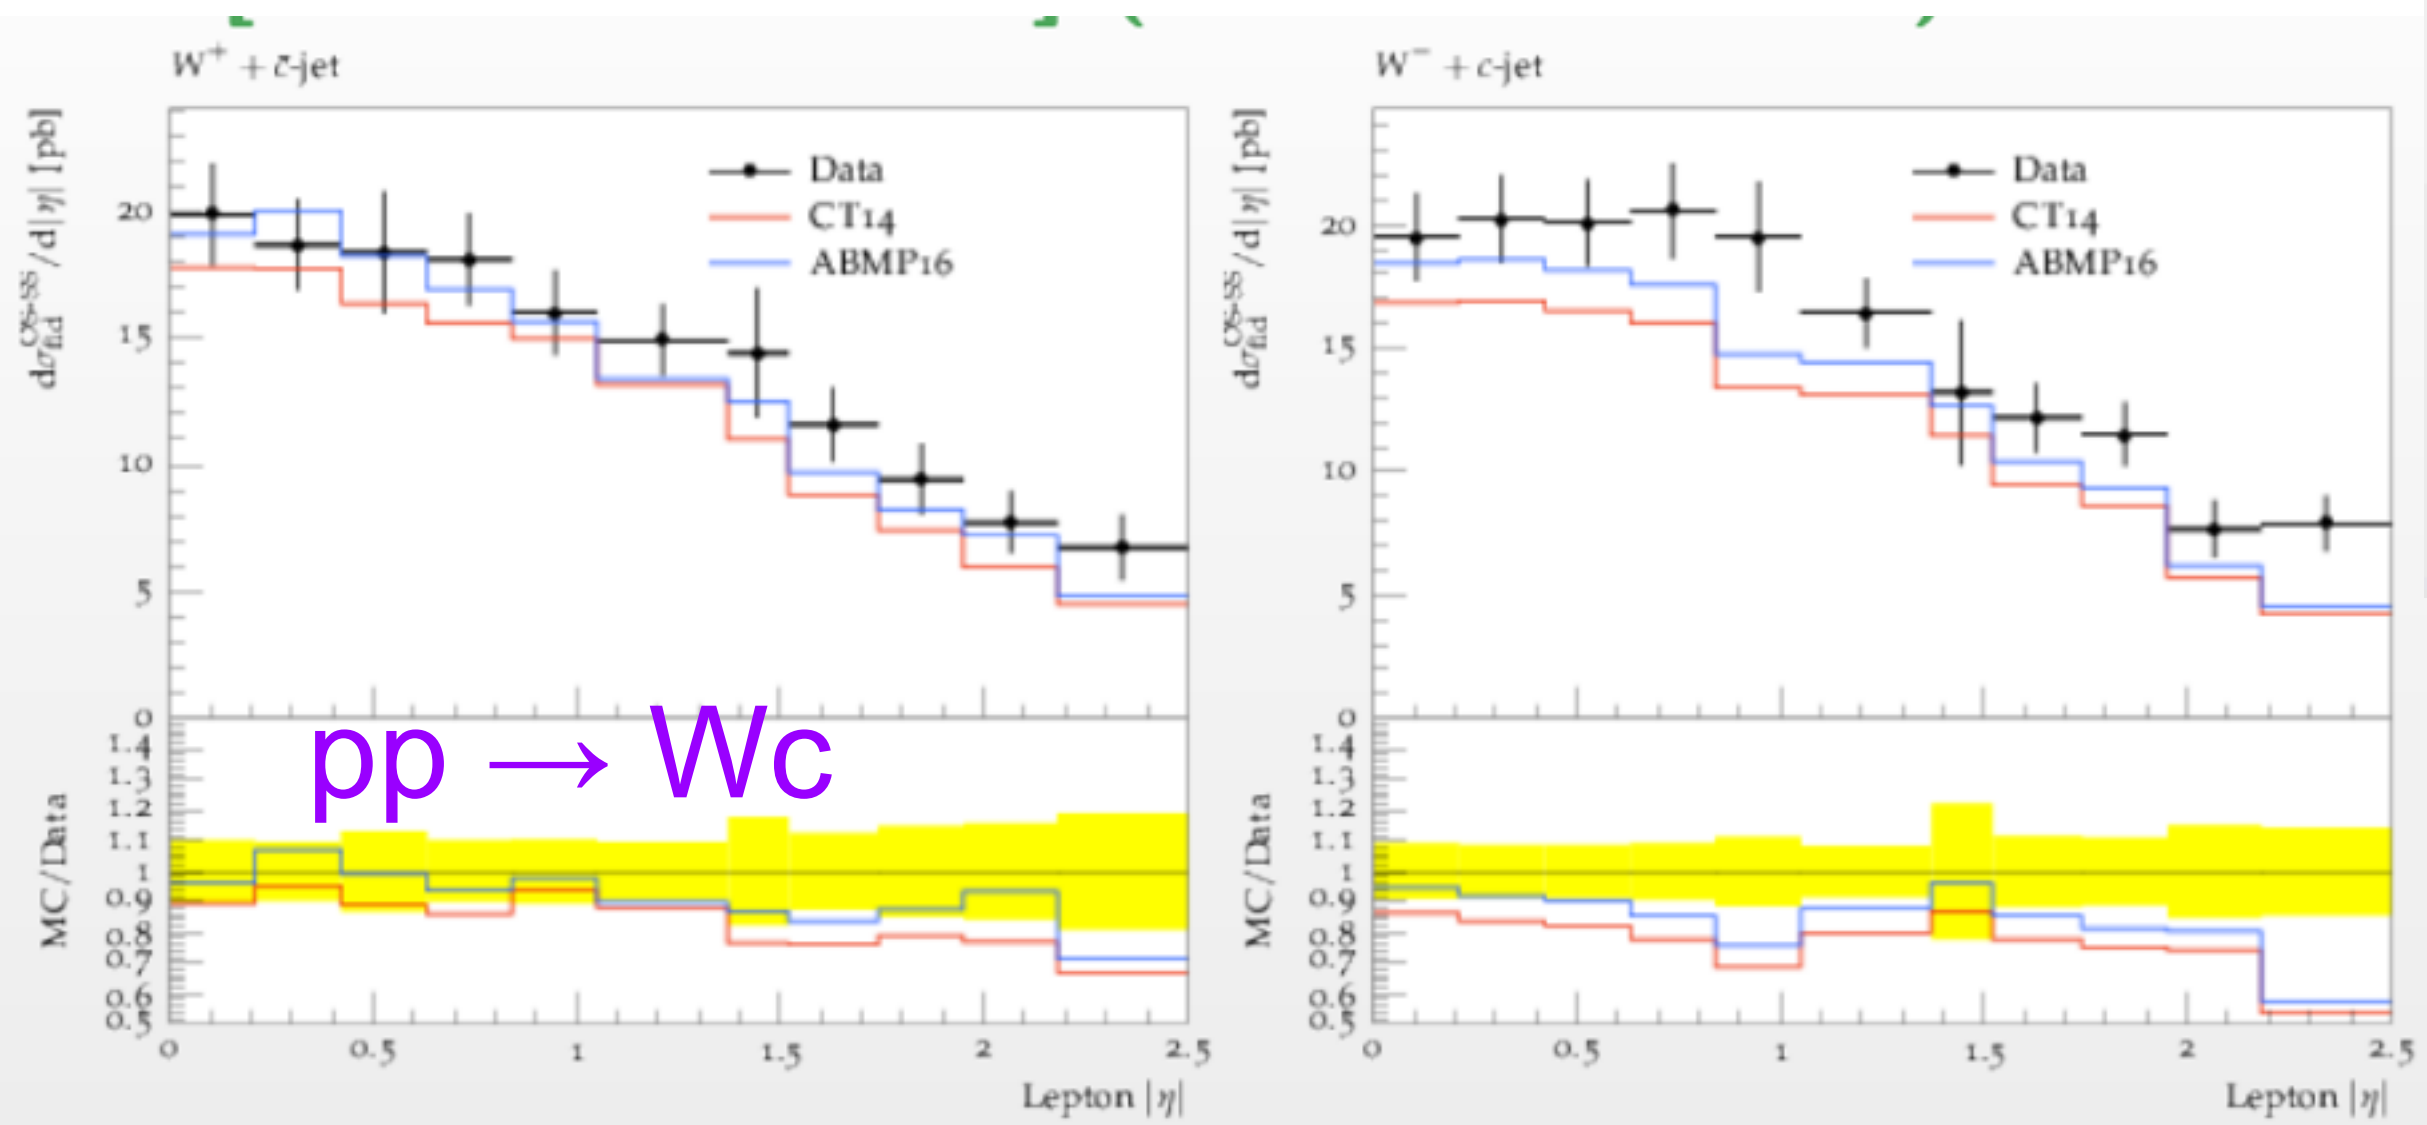 W⁺ + c̄-jet
dσ_fid^OS-SS/d|η| [pb]
20
15
10
5
0
Data
CT14
ABMP16
pp → Wc
MC/Data
1.4
1.3
1.2
1.1
1
0.9
0.8
0.7
0.6
0.5
0 0.5 1 1.5 2 2.5
Lepton |η|
W⁻ + c-jet
dσ_fid^OS-SS/d|η| [pb]
20
15
10
5
0
Data
CT14
ABMP16
MC/Data
1.4
1.3
1.2
1.1
1
0.9
0.8
0.7
0.6
0.5
0 0.5 1 1.5 2 2.5
Lepton |η|